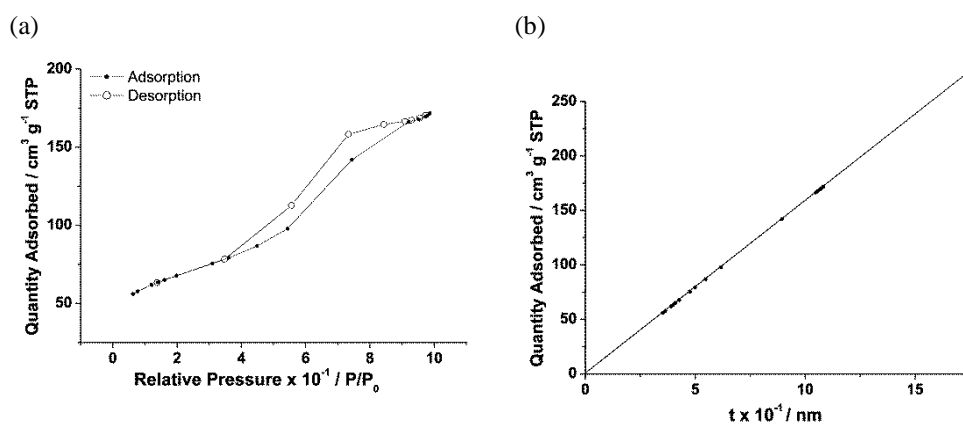 (a)
(b)
Adsorption
Desorption
Quantity Adsorbed / cm³ g⁻¹ STP
200
150
100
50
0 2 4 6 8 10
Relative Pressure x 10⁻¹ / P/P₀
Quantity Adsorbed / cm³ g⁻¹ STP
250
200
150
100
50
0
0 5 10 15
t x 10⁻¹ / nm